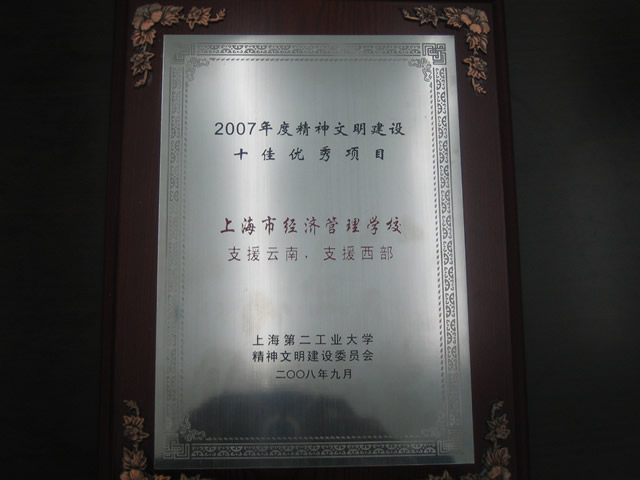 2007年度精神文明建设
十佳优秀项目
上海市经济管理学校
支援云南，支援西部
上海第二工业大学
精神文明建设委员会
二〇〇八年九月